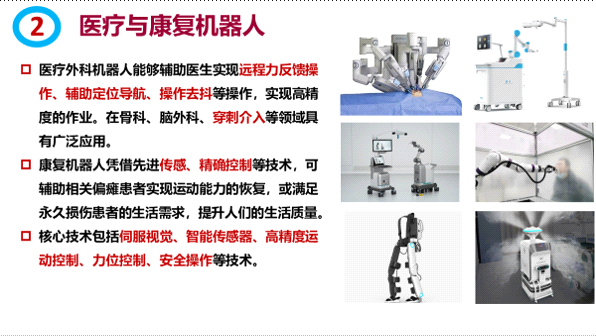 2
医疗与康复机器人
医疗外科机器人能够辅助医生实现远程力反馈操
作、辅助定位导航、操作去抖等操作，实现高精
度的作业。在骨科、脑外科、穿刺介入等领域具
有广泛应用。
康复机器人凭借先进传感、精确控制等技术，可
辅助相关偏瘫患者实现运动能力的恢复，或满足
永久损伤患者的生活需求，提升人们的生活质量。
核心技术包括伺服视觉、智能传感器、高精度运
动控制、力位控制、安全操作等技术。